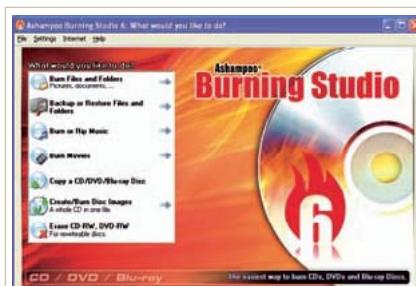 Ashampoo Burning Studio 6: What would you like to do?
File Settings Internet Help
What would you like to do?
Burn Files and Folders
Pictures, documents, ...
Backup or Restore Files and
Folders
Burn or Rip Music
Burn Movies
Copy a CD/DVD/Blu-ray Disc
Create/Burn Disc Images
A whole CD in one file
Erase CD-RW, DVD-RW
For rewriteable discs
Ashampoo®
Burning Studio
6
CD / DVD / Blu-ray
The easiest way to burn CDs, DVDs and Blu-ray Discs.